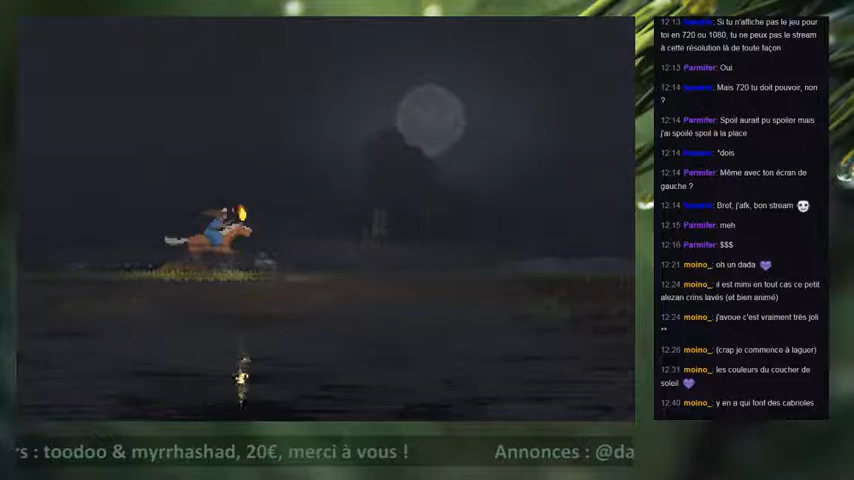 12:13 Si tu n'affiche pas le jeu pour
toi en 720 ou 1080, tu ne peux pas le stream
à cette résolution là de toute façon
12:13 Parmifer: Oui
12:14 Mais 720 tu doit pouvoir, non
?
12:14 Parmifer: Spoil aurait pu spoiler mais
j'ai spoilé spoil à la place
12:14 *dois
12:14 Parmifer: Même avec ton écran de
gauche ?
12:14 Bref, j'afk, bon stream
12:15 Parmifer: meh
12:16 Parmifer: $$$
12:21 moino_: oh un dada
12:24 moino_: il est mimi en tout cas ce petit
alezan crins lavés (et bien animé)
12:24 moino_: j'avoue c'est vraiment très joli
**
12:26 moino_: (crap je commence à laguer)
12:31 moino_: les couleurs du coucher de
soleil
12:40 moino_: y en a qui font des cabrioles
s : toodoo & myrrhashad, 20€, merci à vous ! Annonces : @da